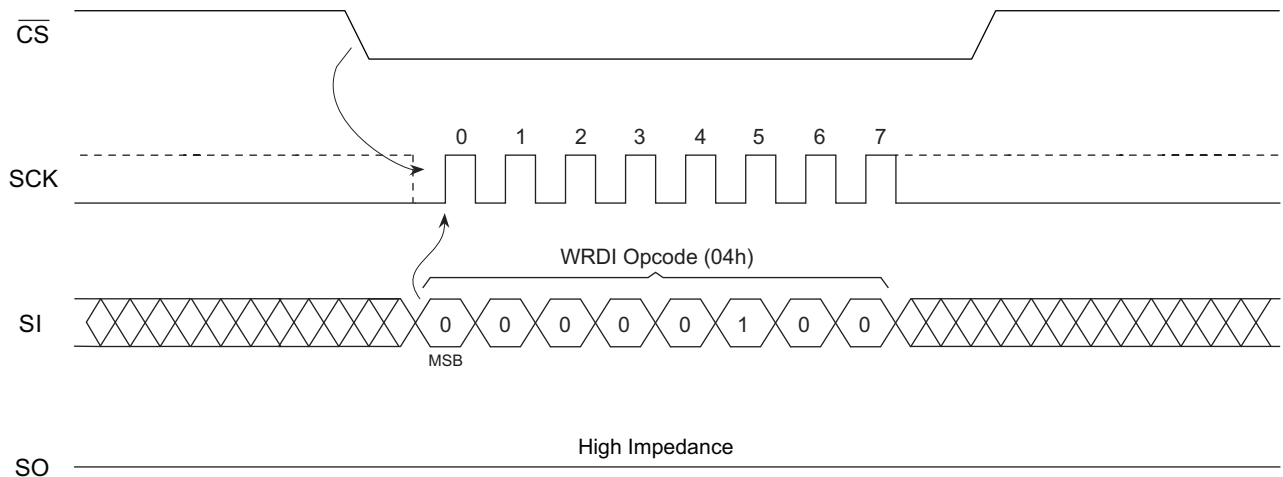 CS
0 1 2 3 4 5 6 7
SCK
WRDI Opcode (04h)
SI
0 0 0 0 0 1 0 0
MSB
High Impedance
SO